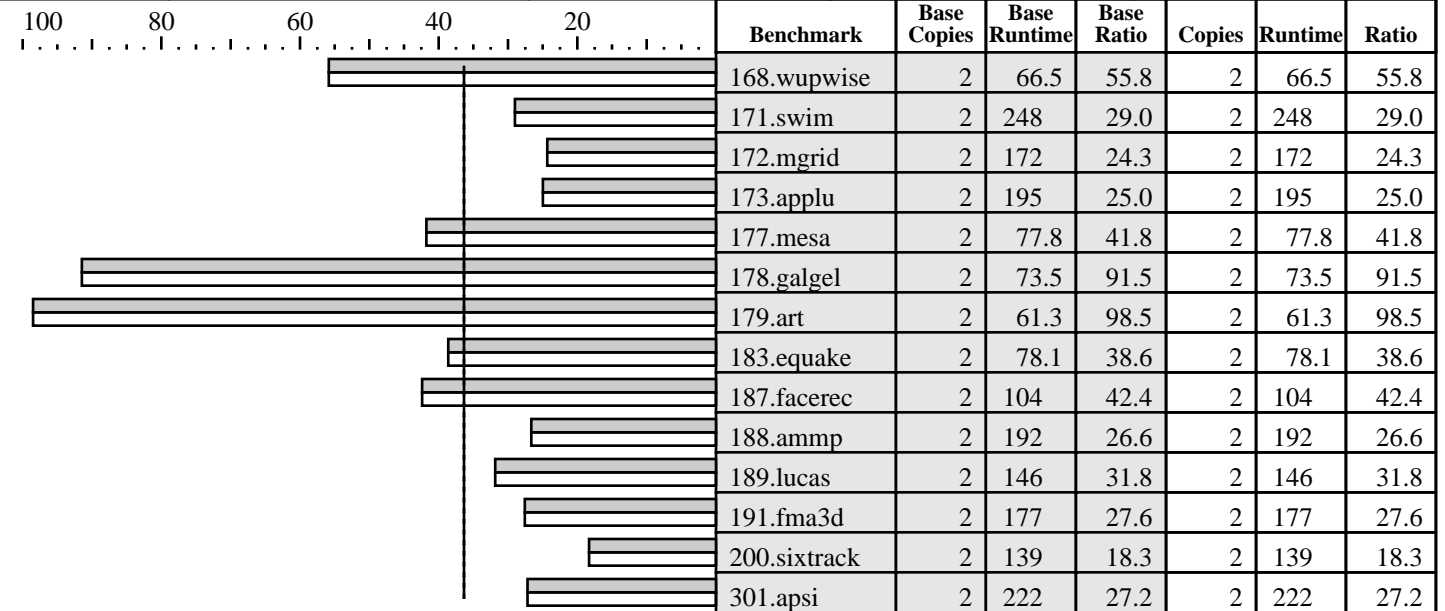 100 80 60 40 20
Benchmark Base Copies Base Runtime Base Ratio Copies Runtime Ratio
168.wupwise 2 66.5 55.8 2 66.5 55.8
171.swim 2 248 29.0 2 248 29.0
172.mgrid 2 172 24.3 2 172 24.3
173.applu 2 195 25.0 2 195 25.0
177.mesa 2 77.8 41.8 2 77.8 41.8
178.galgel 2 73.5 91.5 2 73.5 91.5
179.art 2 61.3 98.5 2 61.3 98.5
183.equake 2 78.1 38.6 2 78.1 38.6
187.facerec 2 104 42.4 2 104 42.4
188.ammp 2 192 26.6 2 192 26.6
189.lucas 2 146 31.8 2 146 31.8
191.fma3d 2 177 27.6 2 177 27.6
200.sixtrack 2 139 18.3 2 139 18.3
301.apsi 2 222 27.2 2 222 27.2